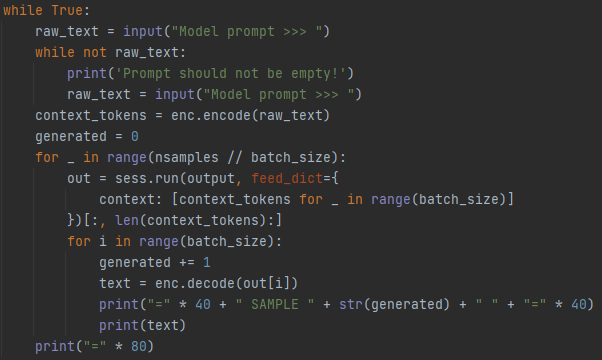 while True:
    raw_text = input("Model prompt >>> ")
    while not raw_text:
        print('Prompt should not be empty!')
        raw_text = input("Model prompt >>> ")
    context_tokens = enc.encode(raw_text)
    generated = 0
    for _ in range(nsamples // batch_size):
        out = sess.run(output, feed_dict={
            context: [context_tokens for _ in range(batch_size)]
        })[:, len(context_tokens):]
        for i in range(batch_size):
            generated += 1
            text = enc.decode(out[i])
            print("=" * 40 + " SAMPLE " + str(generated) + " " + "=" * 40)
            print(text)
    print("=" * 80)